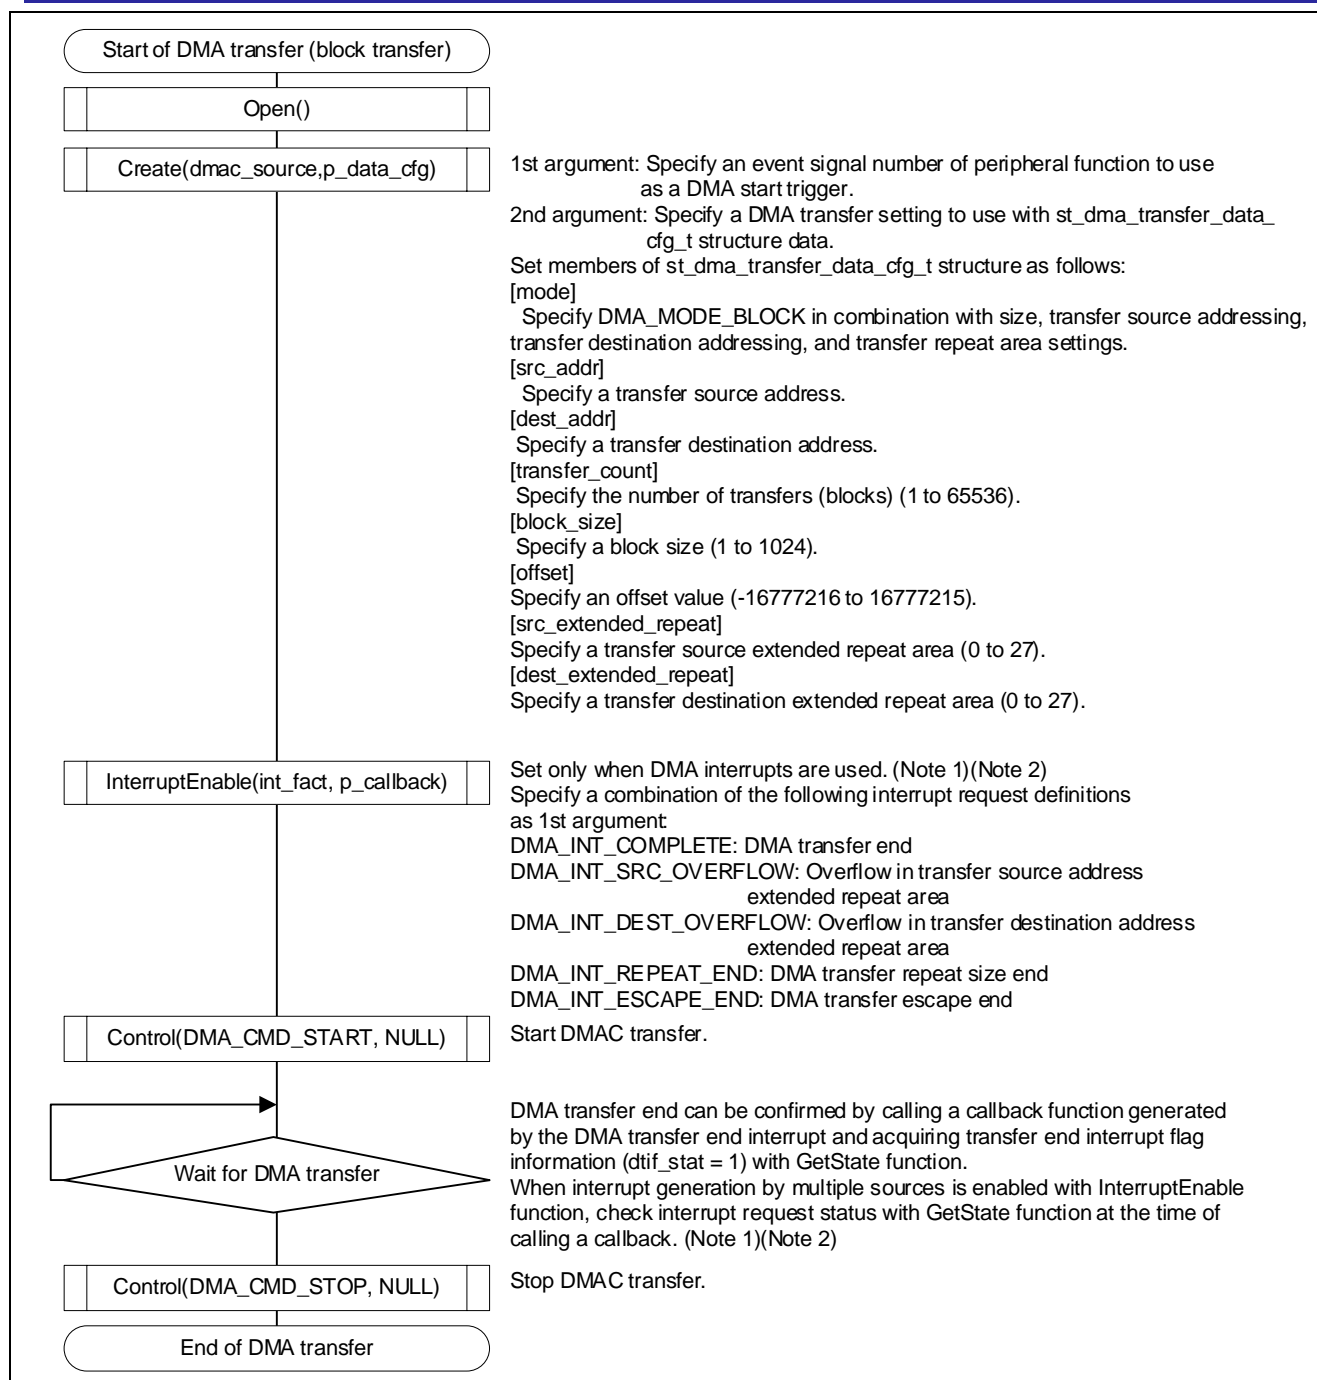 Start of DMA transfer (block transfer)
Open()
Create(dmac_source,p_data_cfg)
1st argument: Specify an event signal number of peripheral function to use
as a DMA start trigger.
2nd argument: Specify a DMA transfer setting to use with st_dma_transfer_data_
cfg_t structure data.
Set members of st_dma_transfer_data_cfg_t structure as follows:
[mode]
Specify DMA_MODE_BLOCK in combination with size, transfer source addressing,
transfer destination addressing, and transfer repeat area settings.
[src_addr]
Specify a transfer source address.
[dest_addr]
Specify a transfer destination address.
[transfer_count]
Specify the number of transfers (blocks) (1 to 65536).
[block_size]
Specify a block size (1 to 1024).
[offset]
Specify an offset value (-16777216 to 16777215).
[src_extended_repeat]
Specify a transfer source extended repeat area (0 to 27).
[dest_extended_repeat]
Specify a transfer destination extended repeat area (0 to 27).
InterruptEnable(int_fact, p_callback)
Set only when DMA interrupts are used. (Note 1)(Note 2)
Specify a combination of the following interrupt request definitions
as 1st argument:
DMA_INT_COMPLETE: DMA transfer end
DMA_INT_SRC_OVERFLOW: Overflow in transfer source address
extended repeat area
DMA_INT_DEST_OVERFLOW: Overflow in transfer destination address
extended repeat area
DMA_INT_REPEAT_END: DMA transfer repeat size end
DMA_INT_ESCAPE_END: DMA transfer escape end
Control(DMA_CMD_START, NULL)
Start DMAC transfer.
Wait for DMA transfer
DMA transfer end can be confirmed by calling a callback function generated
by the DMA transfer end interrupt and acquiring transfer end interrupt flag
information (dtif_stat = 1) with GetState function.
When interrupt generation by multiple sources is enabled with InterruptEnable
function, check interrupt request status with GetState function at the time of
calling a callback. (Note 1)(Note 2)
Control(DMA_CMD_STOP, NULL)
Stop DMAC transfer.
End of DMA transfer